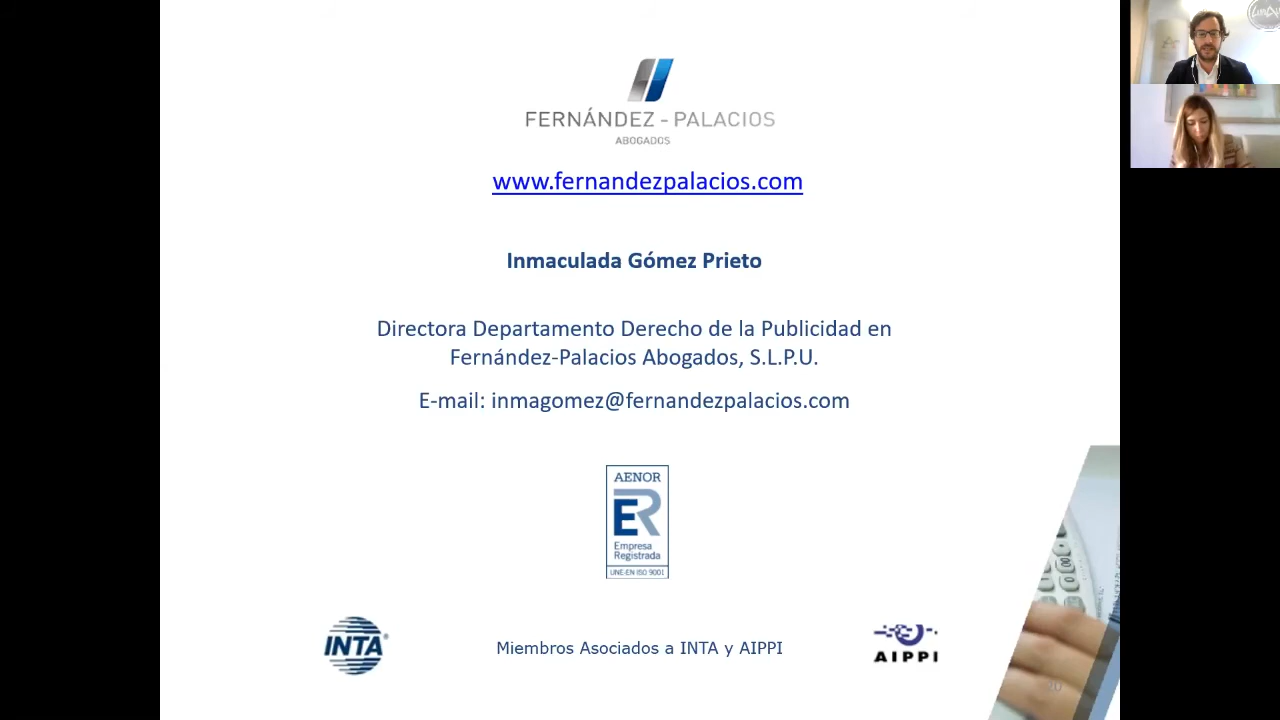 FERNÁNDEZ - PALACIOS
ABOGADOS
www.fernandezpalacios.com
Inmaculada Gómez Prieto
Directora Departamento Derecho de la Publicidad en
Fernández-Palacios Abogados, S.L.P.U.
E-mail: inmagomez@fernandezpalacios.com
AENOR
ER
Empresa
Registrada
UNE-EN ISO 9001
INTA®
Miembros Asociados a INTA y AIPPI
AIPPI
20